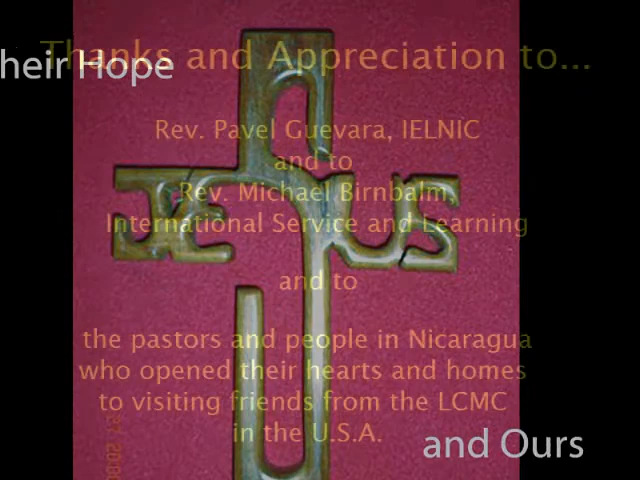 Thanks and Appreciation to...
heir Hope
Rev. Pavel Guevara, IELNIC
and to
Rev. Michael Birnbalm,
International Service and Learning
JESUS
and to
the pastors and people in Nicaragua
who opened their hearts and homes
to visiting friends from the LCMC
in the U.S.A.
and Ours